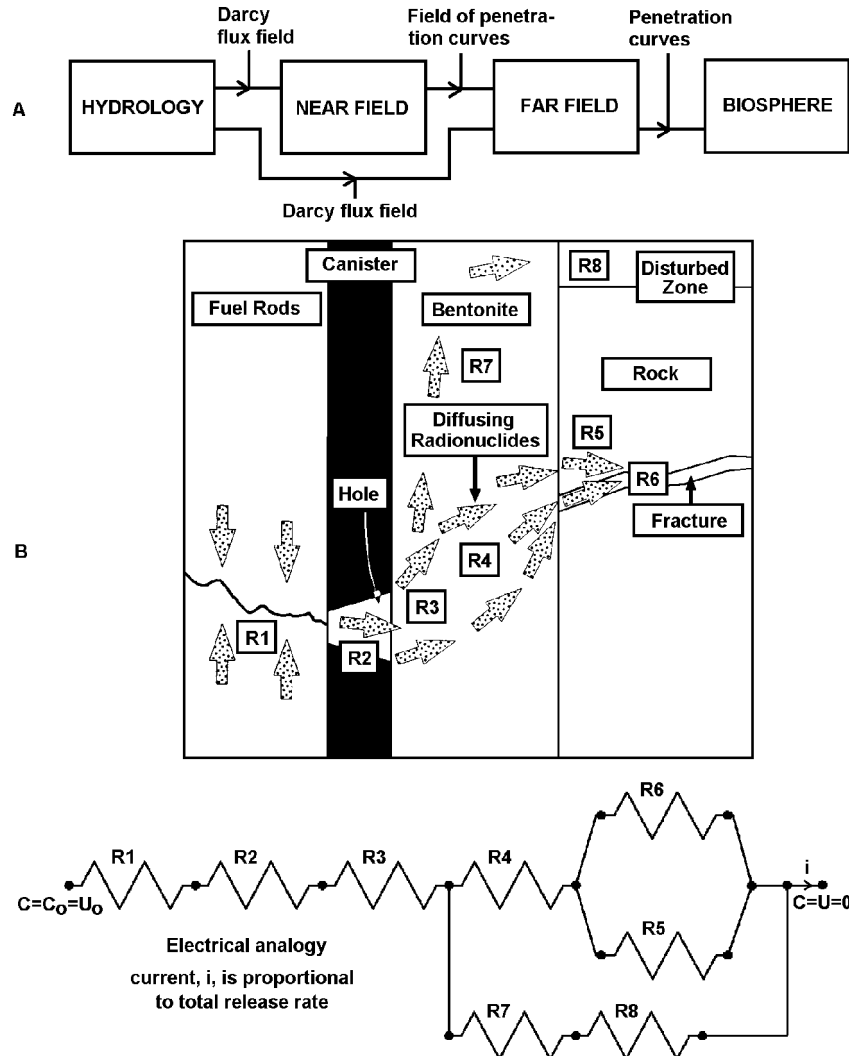 Darcy
flux field
Field of penetra-
tion curves
Penetration
curves
A
HYDROLOGY
NEAR FIELD
FAR FIELD
BIOSPHERE
Darcy flux field
B
Canister
R8
Disturbed
Zone
Fuel Rods
Bentonite
R7
Rock
Diffusing
Radionuclides
R5
Hole
R6
Fracture
R4
R3
R1
R2
R6
R1
R2
R3
R4
i
C=Co=Uo
C=U=0
R5
Electrical analogy
current, i, is proportional
to total release rate
R7
R8